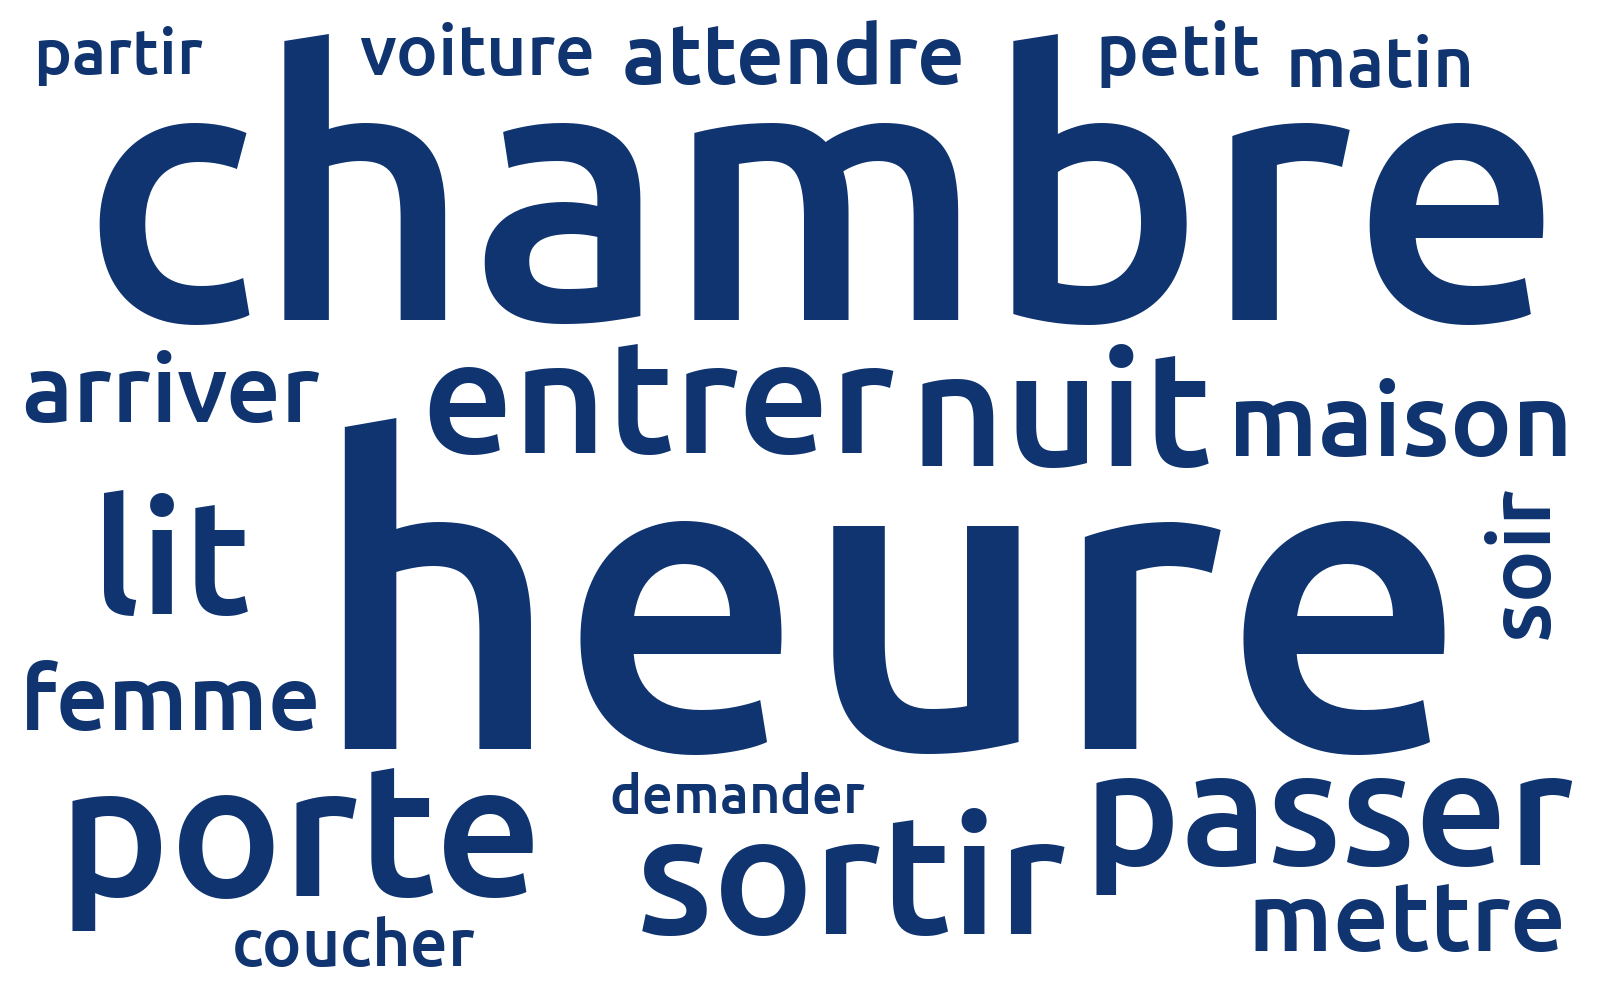 partir voiture attendre petit matin
chambre
arriver entrer nuit maison
lit heure soir
femme
porte demander passer
sortir mettre
coucher